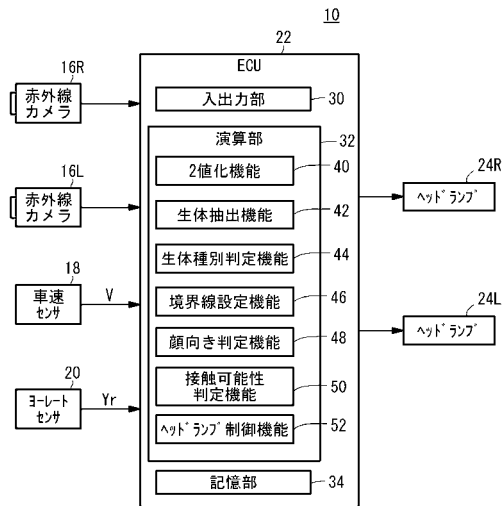 10
22
ECU
16R
赤外線
カメラ
入出力部
30
演算部
32
2値化機能
40
24R
ヘッドランプ
16L
赤外線
カメラ
生体抽出機能
42
生体種別判定機能
44
18
車速
センサ
V
境界線設定機能
46
24L
ヘッドランプ
顔向き判定機能
48
20
ヨーレート
センサ
Yr
接触可能性
判定機能
50
ヘッドランプ制御機能
52
記憶部
34